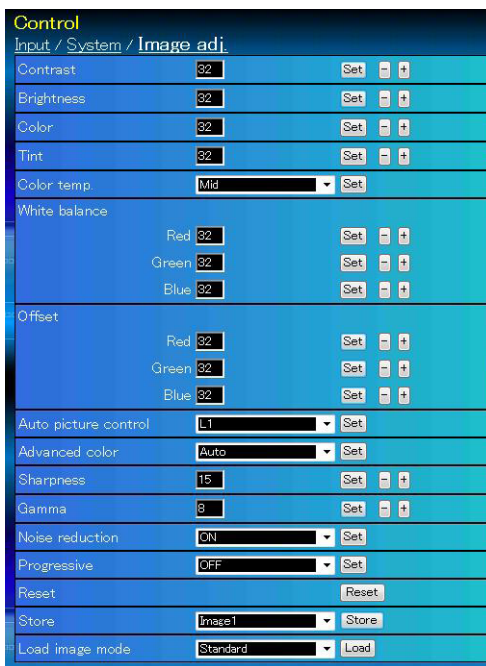 Control
Input / System / Image adj.
Contrast 32 Set - +
Brightness 32 Set - +
Color 32 Set - +
Tint 32 Set - +
Color temp. Mid Set
White balance
Red 32 Set - +
Green 32 Set - +
Blue 32 Set - +
Offset
Red 32 Set - +
Green 32 Set - +
Blue 32 Set - +
Auto picture control L1 Set
Advanced color Auto Set
Sharpness 15 Set - +
Gamma 8 Set - +
Noise reduction ON Set
Progressive OFF Set
Reset Reset
Store Image1 Store
Load image mode Standard Load